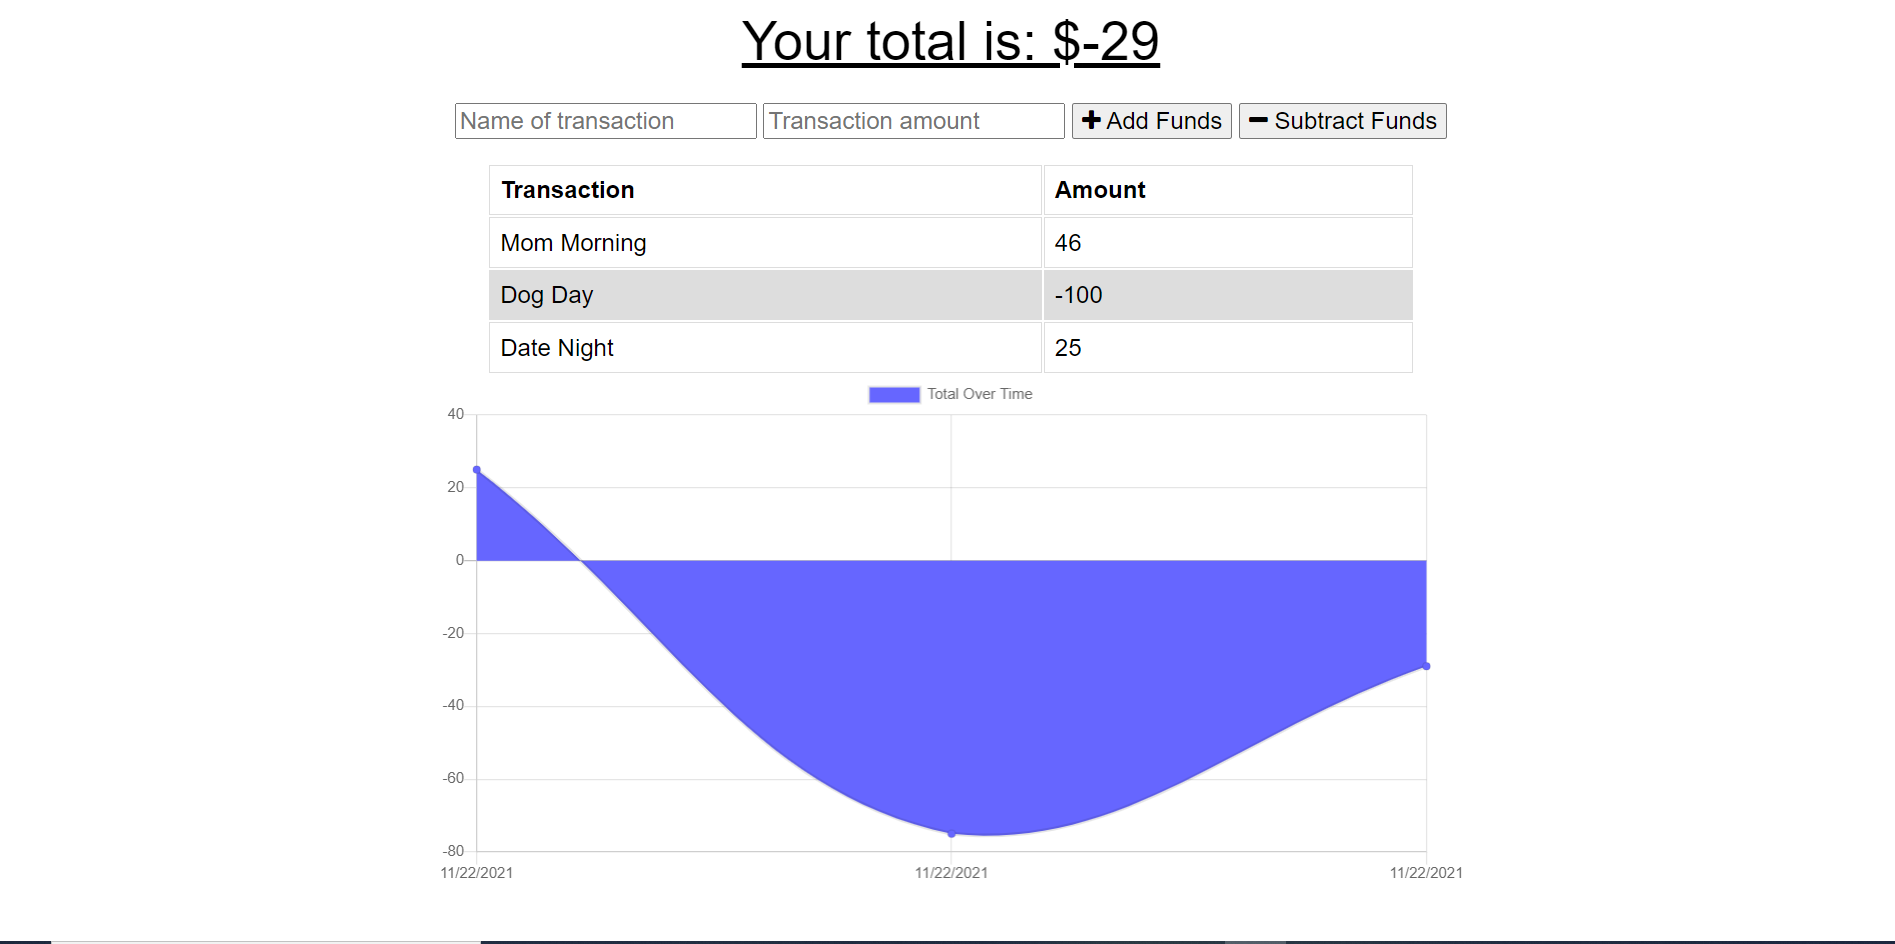 Your total is: $-29
Name of transaction Transaction amount Add Funds Subtract Funds
Transaction Amount
Mom Morning 46
Dog Day -100
Date Night 25
Total Over Time
40
20
0
-20
-40
-60
-80
11/22/2021 11/22/2021 11/22/2021